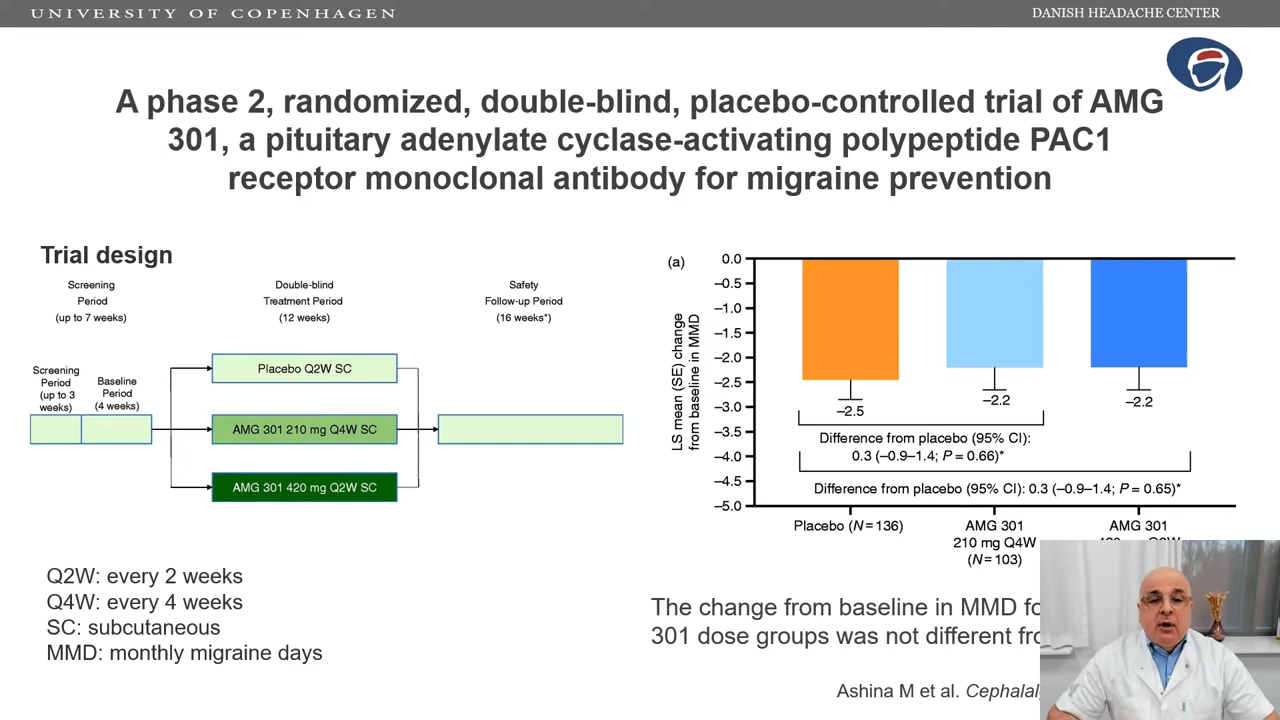 UNIVERSITY OF COPENHAGEN
DANISH HEADACHE CENTER
A phase 2, randomized, double-blind, placebo-controlled trial of AMG
301, a pituitary adenylate cyclase-activating polypeptide PAC1
receptor monoclonal antibody for migraine prevention
Trial design
Screening
Period
(up to 7 weeks)
Double-blind
Treatment Period
(12 weeks)
Safety
Follow-up Period
(16 weeks*)
Screening
Period
(up to 3
weeks)
Baseline
Period
(4 weeks)
Placebo Q2W SC
AMG 301 210 mg Q4W SC
AMG 301 420 mg Q2W SC
Q2W: every 2 weeks
Q4W: every 4 weeks
SC: subcutaneous
MMD: monthly migraine days
(a)
LS mean (SE) change
from baseline in MMD
0.0
–0.5
–1.0
–1.5
–2.0
–2.5
–3.0
–3.5
–4.0
–4.5
–5.0
–2.5
–2.2
–2.2
Difference from placebo (95% CI):
0.3 (–0.9–1.4; P = 0.66)*
Difference from placebo (95% CI): 0.3 (–0.9–1.4; P = 0.65)*
Placebo (N = 136)
AMG 301
210 mg Q4W
(N = 103)
AMG 301
The change from baseline in MMD
301 dose groups was not different
Ashina M et al.